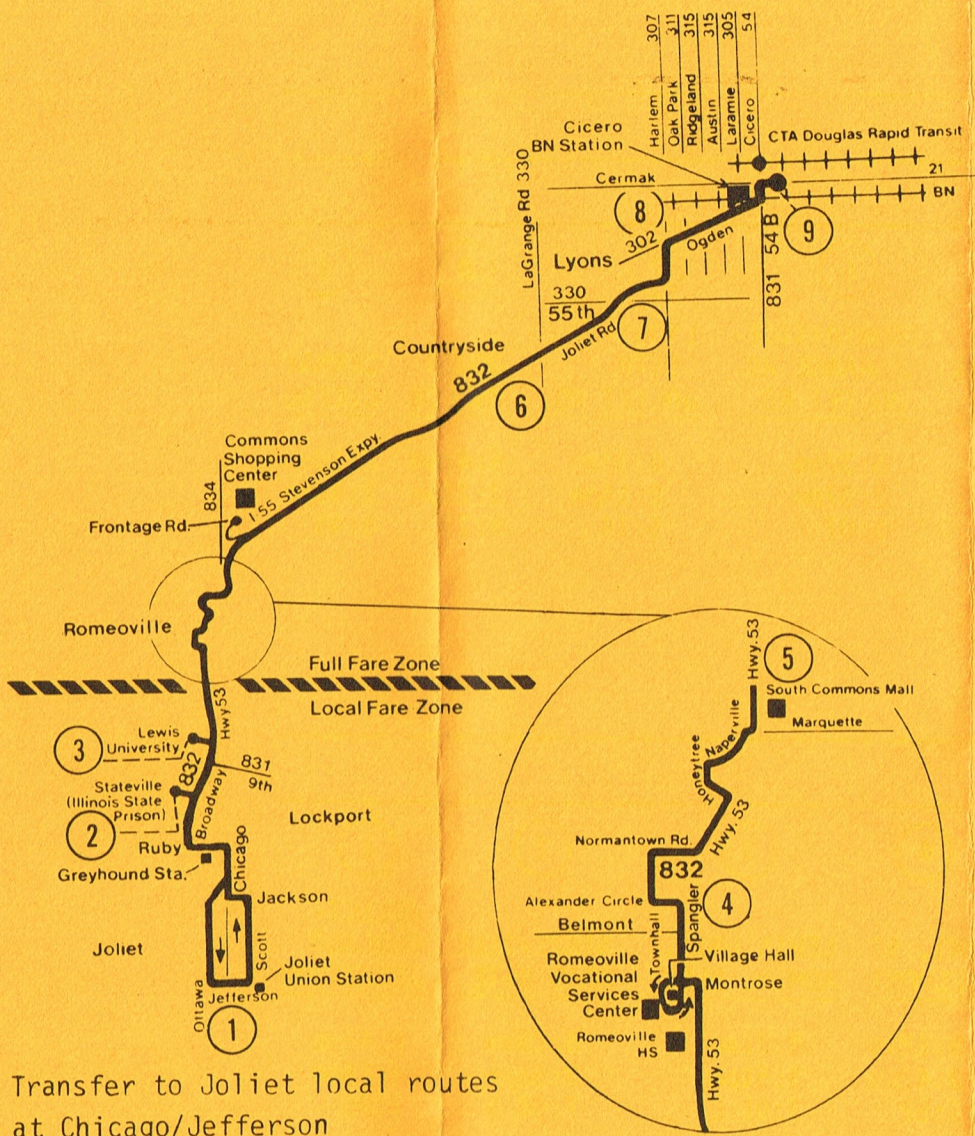 Harlem 307
Oak Park 311
Ridgeland 315
Austin 315
Laramie 305
Cicero 54
CTA Douglas Rapid Transit
Cicero
BN Station
Cermak
21
BN
LaGrange Rd 330
8
9
302
Ogden
Lyons
831 54B
330
55th
7
Joliet Rd
Countryside
832
6
Commons
Shopping
Center
834
I-55 Stevenson Expy.
Frontage Rd.
Romeoville
Full Fare Zone
Local Fare Zone
Hwy 53
3
Lewis
University
832
831
9th
Stateville
(Illinois State
Prison)
2
Broadway
Lockport
Ruby
Greyhound Sta.
Chicago
Jackson
Joliet
Scott
Joliet
Union Station
Ottawa
Jefferson
1
Hwy. 53
5
South Commons Mall
Marquette
Naperville
Honeytree
Hwy. 53
Normantown Rd.
832
Alexander Circle
Spangler
4
Belmont
Townhall
Village Hall
Romeoville
Vocational
Services
Center
Montrose
Romeoville
HS
Hwy. 53
Transfer to Joliet local routes
at Chicago/Jefferson